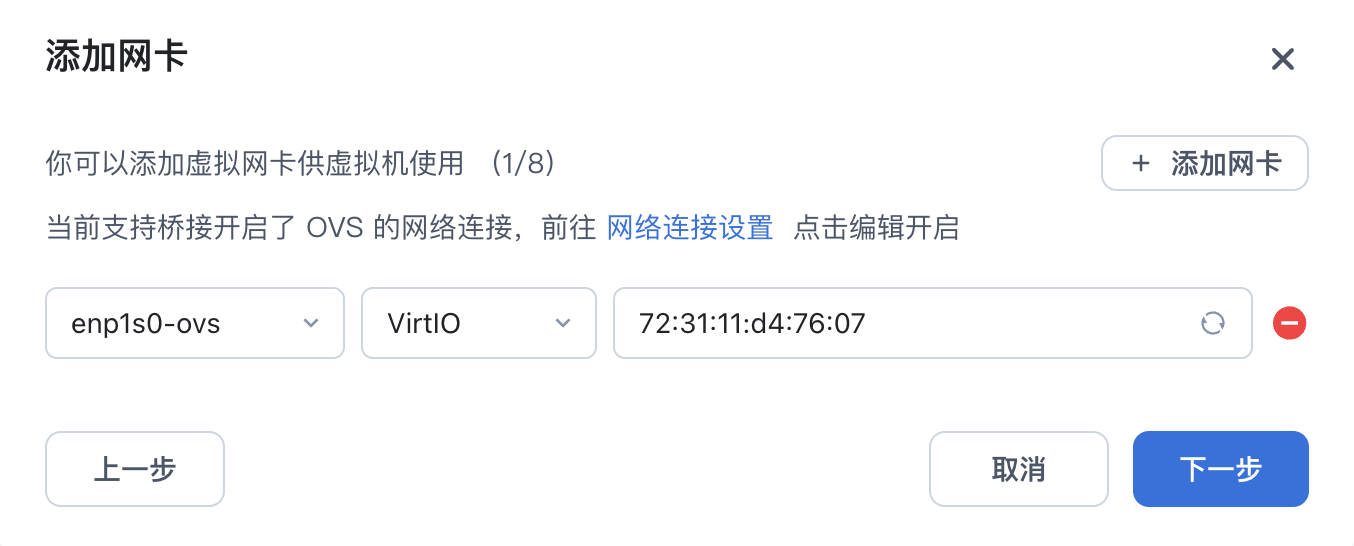 添加网卡
你可以添加虚拟网卡供虚拟机使用 （1/8）
+ 添加网卡
当前支持桥接开启了 OVS 的网络连接，前往 网络连接设置 点击编辑开启
enp1s0-ovs
VirtIO
72:31:11:d4:76:07
上一步
取消
下一步